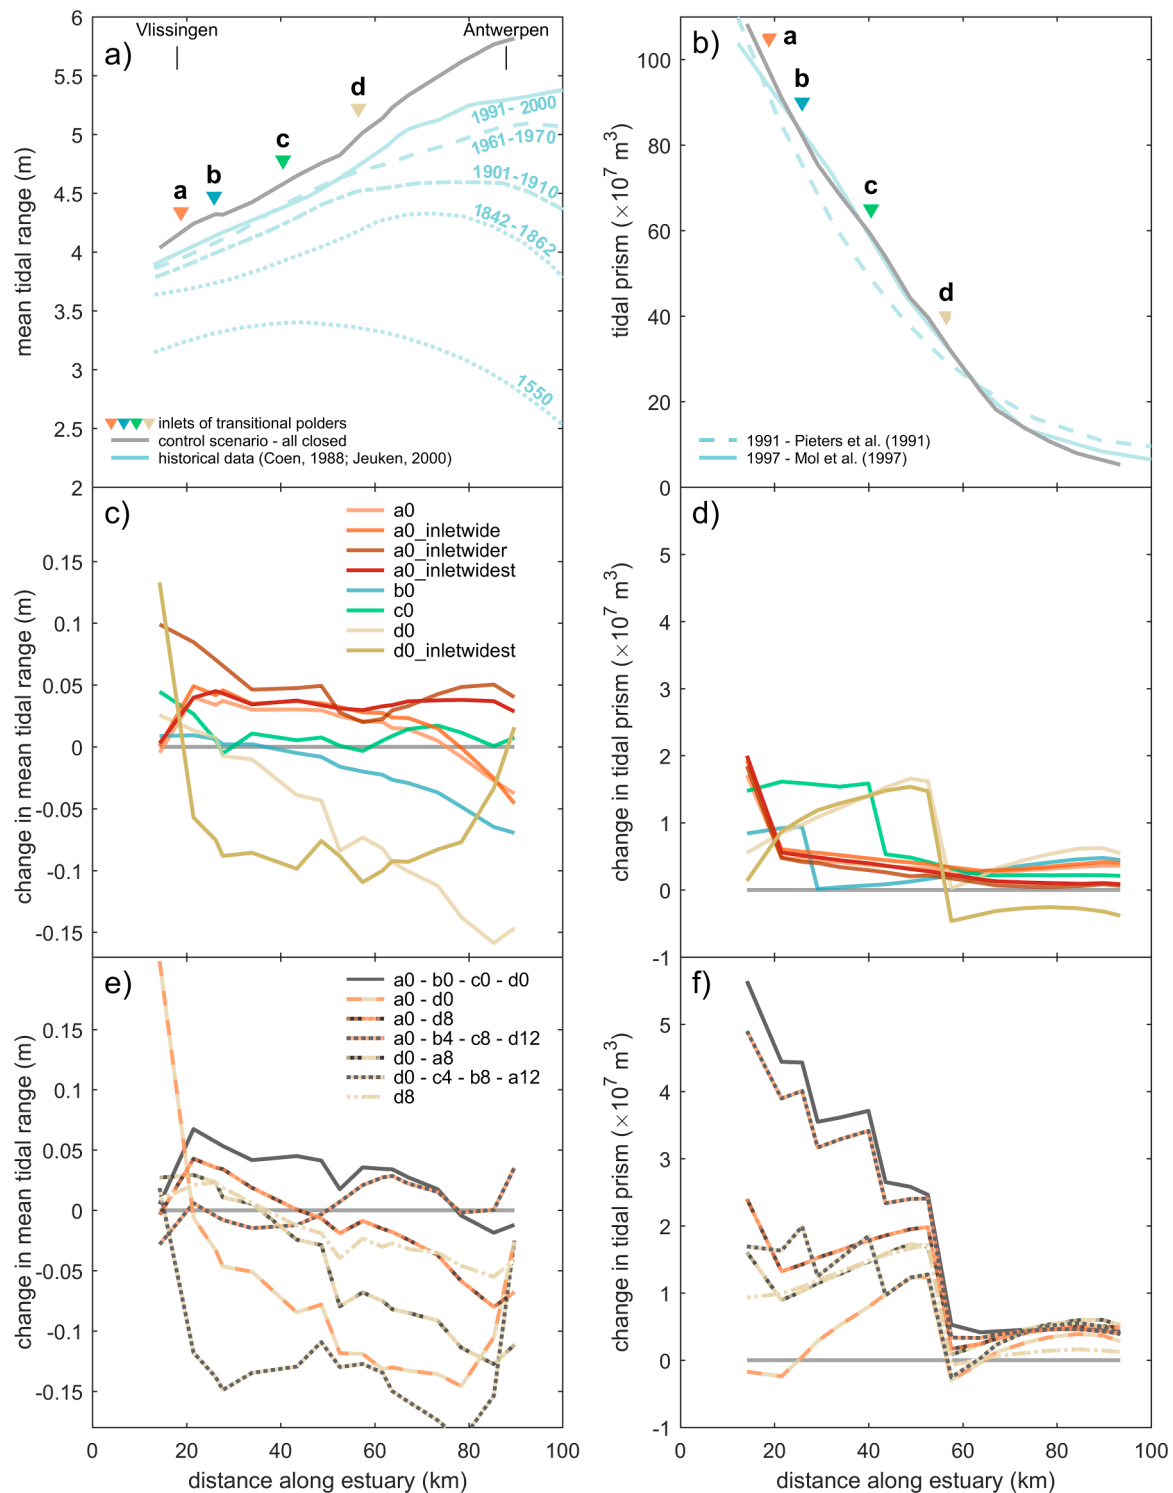 a)
Vlissingen
Antwerpen
mean tidal range (m)
6
5.5
5
4.5
4
3.5
3
2.5
2
a
b
c
d
1991-2000
1961-1970
1901-1910
1842-1862
1550
inlets of transitional polders
control scenario - all closed
historical data (Coen, 1988; Jeuken, 2000)
b)
tidal prism (×10⁷ m³)
100
80
60
40
20
0
a
b
c
d
1991 - Pieters et al. (1991)
1997 - Mol et al. (1997)
c)
change in mean tidal range (m)
0.15
0.1
0.05
0
-0.05
-0.1
-0.15
a0
a0_inletwide
a0_inletwider
a0_inletwidest
b0
c0
d0
d0_inletwidest
d)
change in tidal prism (×10⁷ m³)
5
4
3
2
1
0
-1
e)
change in mean tidal range (m)
0.15
0.1
0.05
0
-0.05
-0.1
-0.15
a0 - b0 - c0 - d0
a0 - d0
a0 - d8
a0 - b4 - c8 - d12
d0 - a8
d0 - c4 - b8 - a12
d8
0 20 40 60 80 100
distance along estuary (km)
f)
change in tidal prism (×10⁷ m³)
5
4
3
2
1
0
-1
0 20 40 60 80 100
distance along estuary (km)